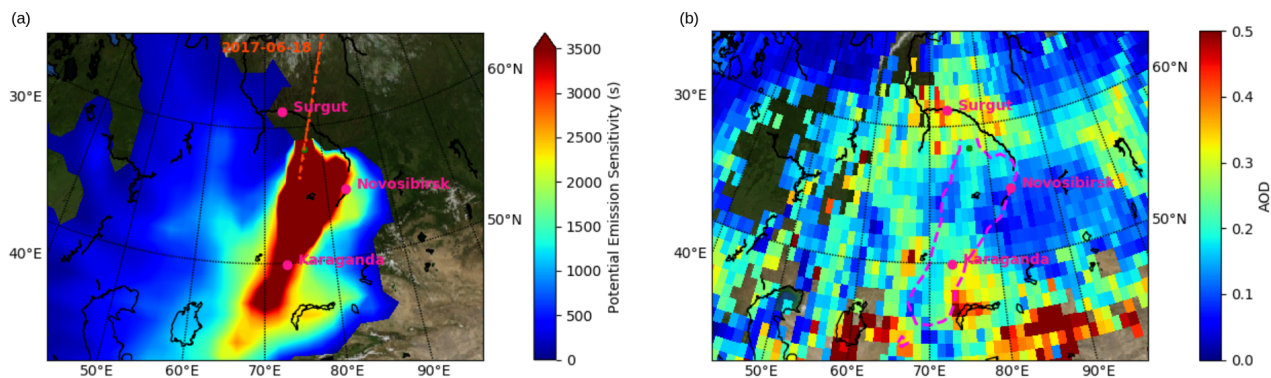 (a)
2017-06-18
Surgut
Novosibirsk
Karaganda
30°E
40°E
60°N
50°N
50°E
60°E
70°E
80°E
90°E
3500
3000
2500
2000
1500
1000
500
0
Potential Emission Sensitivity (s)
(b)
Surgut
Novosibirsk
Karaganda
30°E
40°E
60°N
50°N
50°E
60°E
70°E
80°E
90°E
0.5
0.4
0.3
0.2
0.1
0.0
AOD